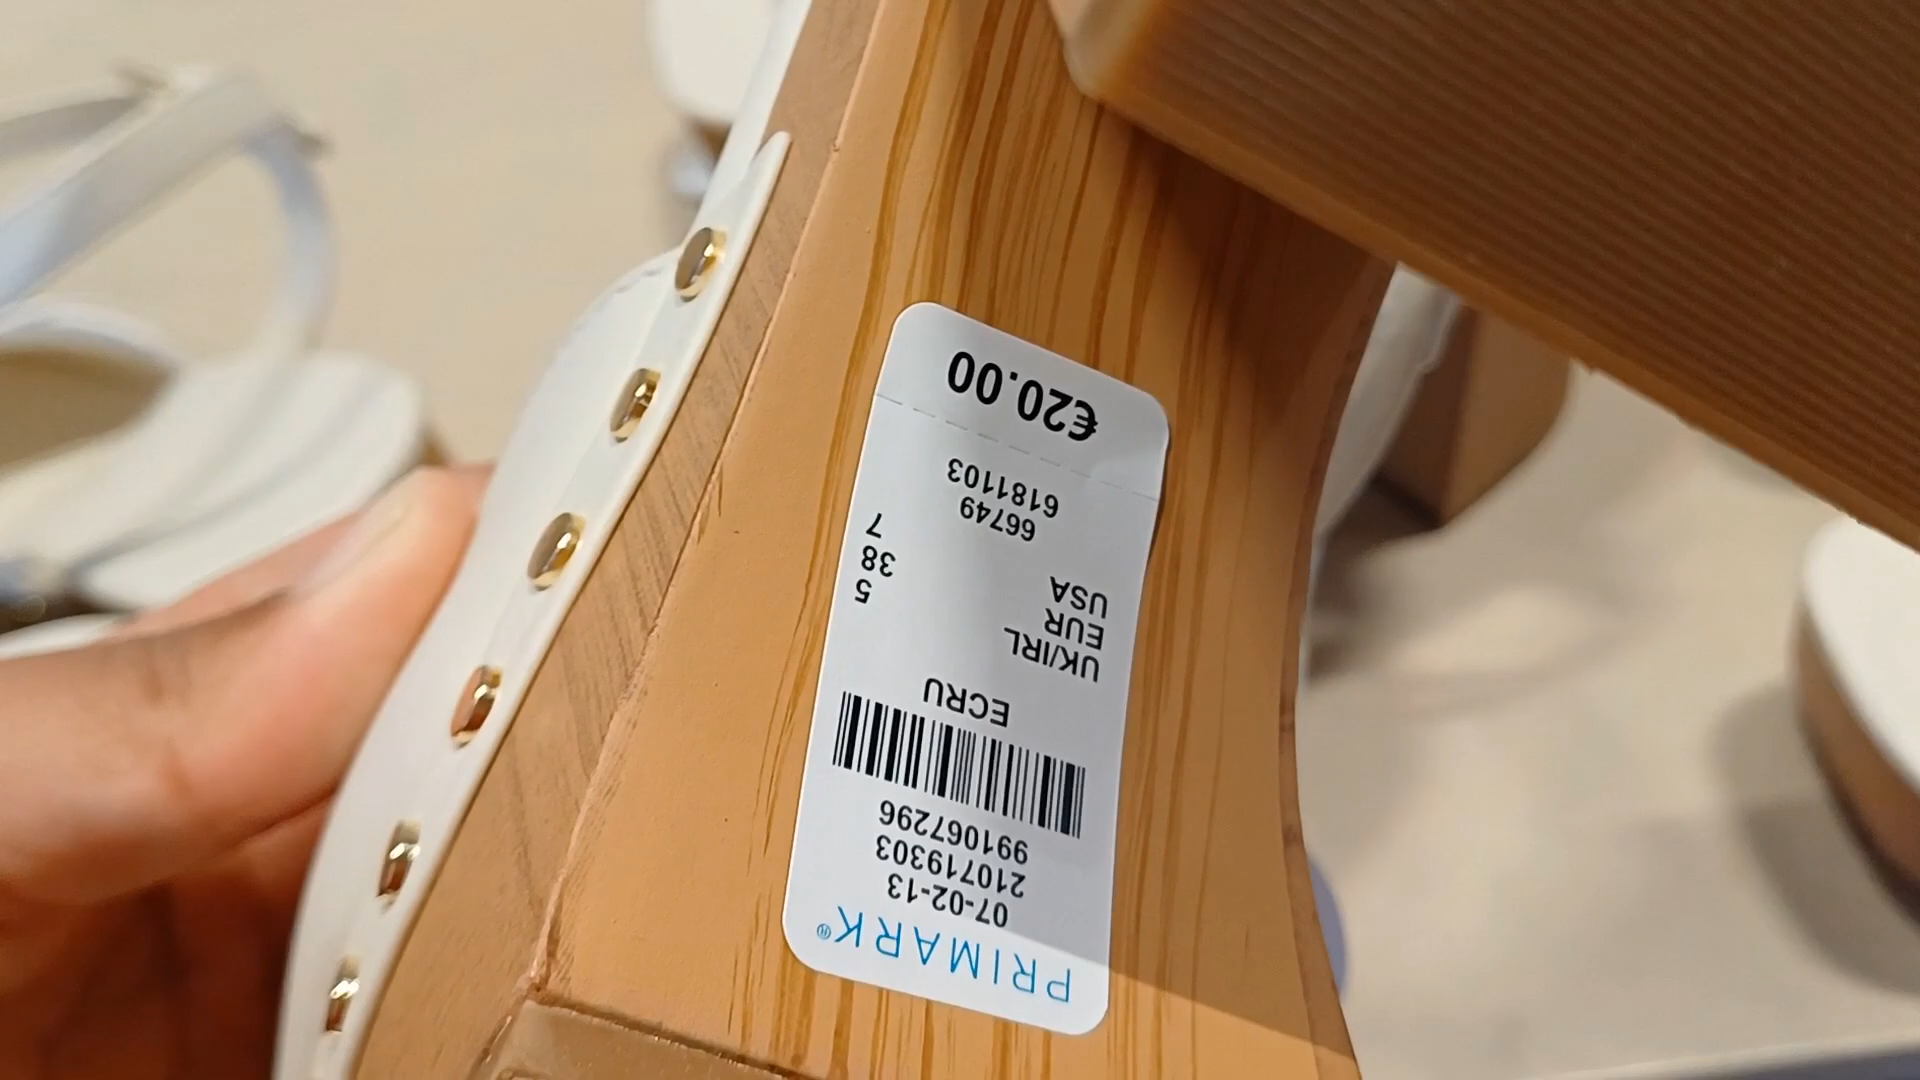 PRIMARK®
07-02-13
210719303
991067296
ECRU
UK/IRL 5
EUR 38
USA 7
66749
6181103
€20.00